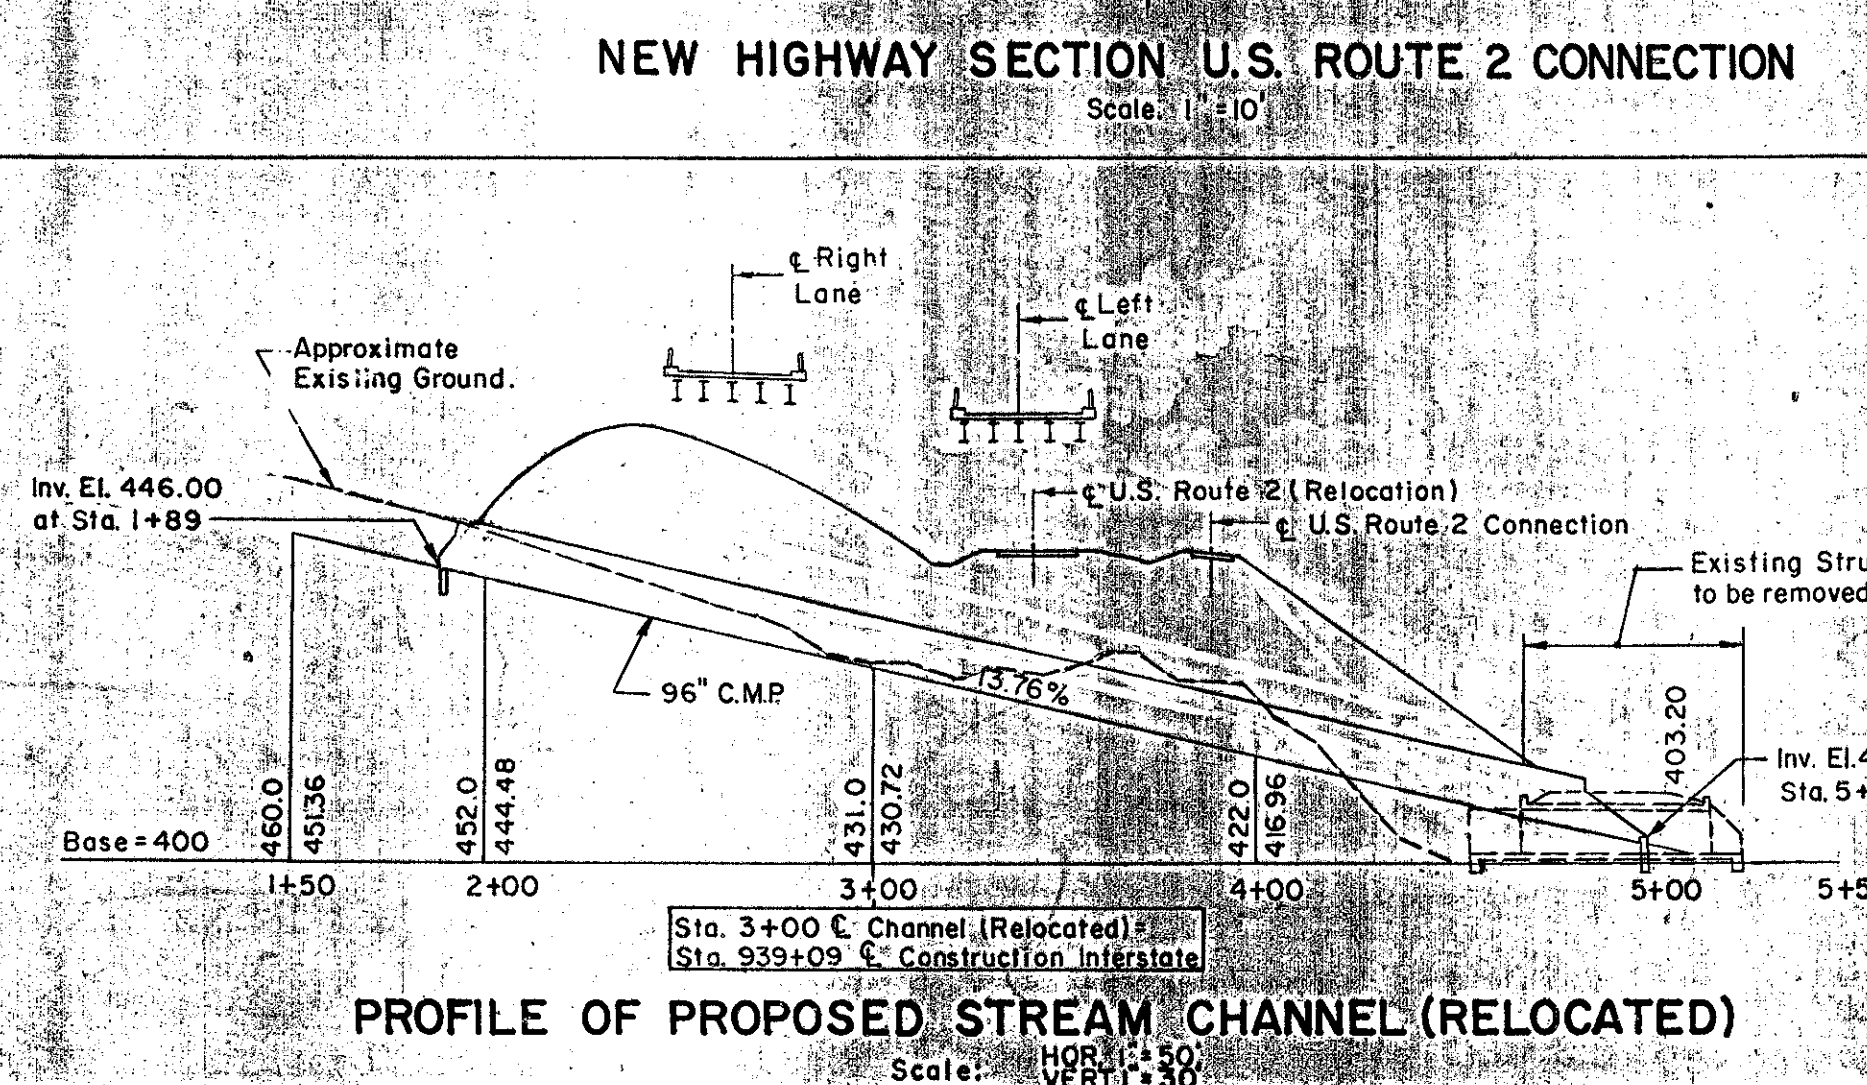 NEW HIGHWAY SECTION U.S. ROUTE 2 CONNECTION
Scale: 1" = 10'
℄ Right
Lane
℄ Left
Lane
Approximate
Existing Ground.
Inv. El. 446.00
at Sta. 1+89
℄ U.S. Route 2 (Relocation)
℄ U.S. Route 2 Connection
Existing Stru
to be removed
96" C.M.P.
13.76%
403.20
Inv. El. 4
Sta. 5+
Base = 400
460.0
451.36
452.0
444.48
431.0
430.72
422.0
416.96
1+50
2+00
3+00
4+00
5+00
5+5
Sta. 3+00 ℄ Channel (Relocated) =
Sta. 939+09 ℄ Construction Interstate
PROFILE OF PROPOSED STREAM CHANNEL (RELOCATED)
Scale: HOR. 1" = 50'
VERT. 1" = 30'